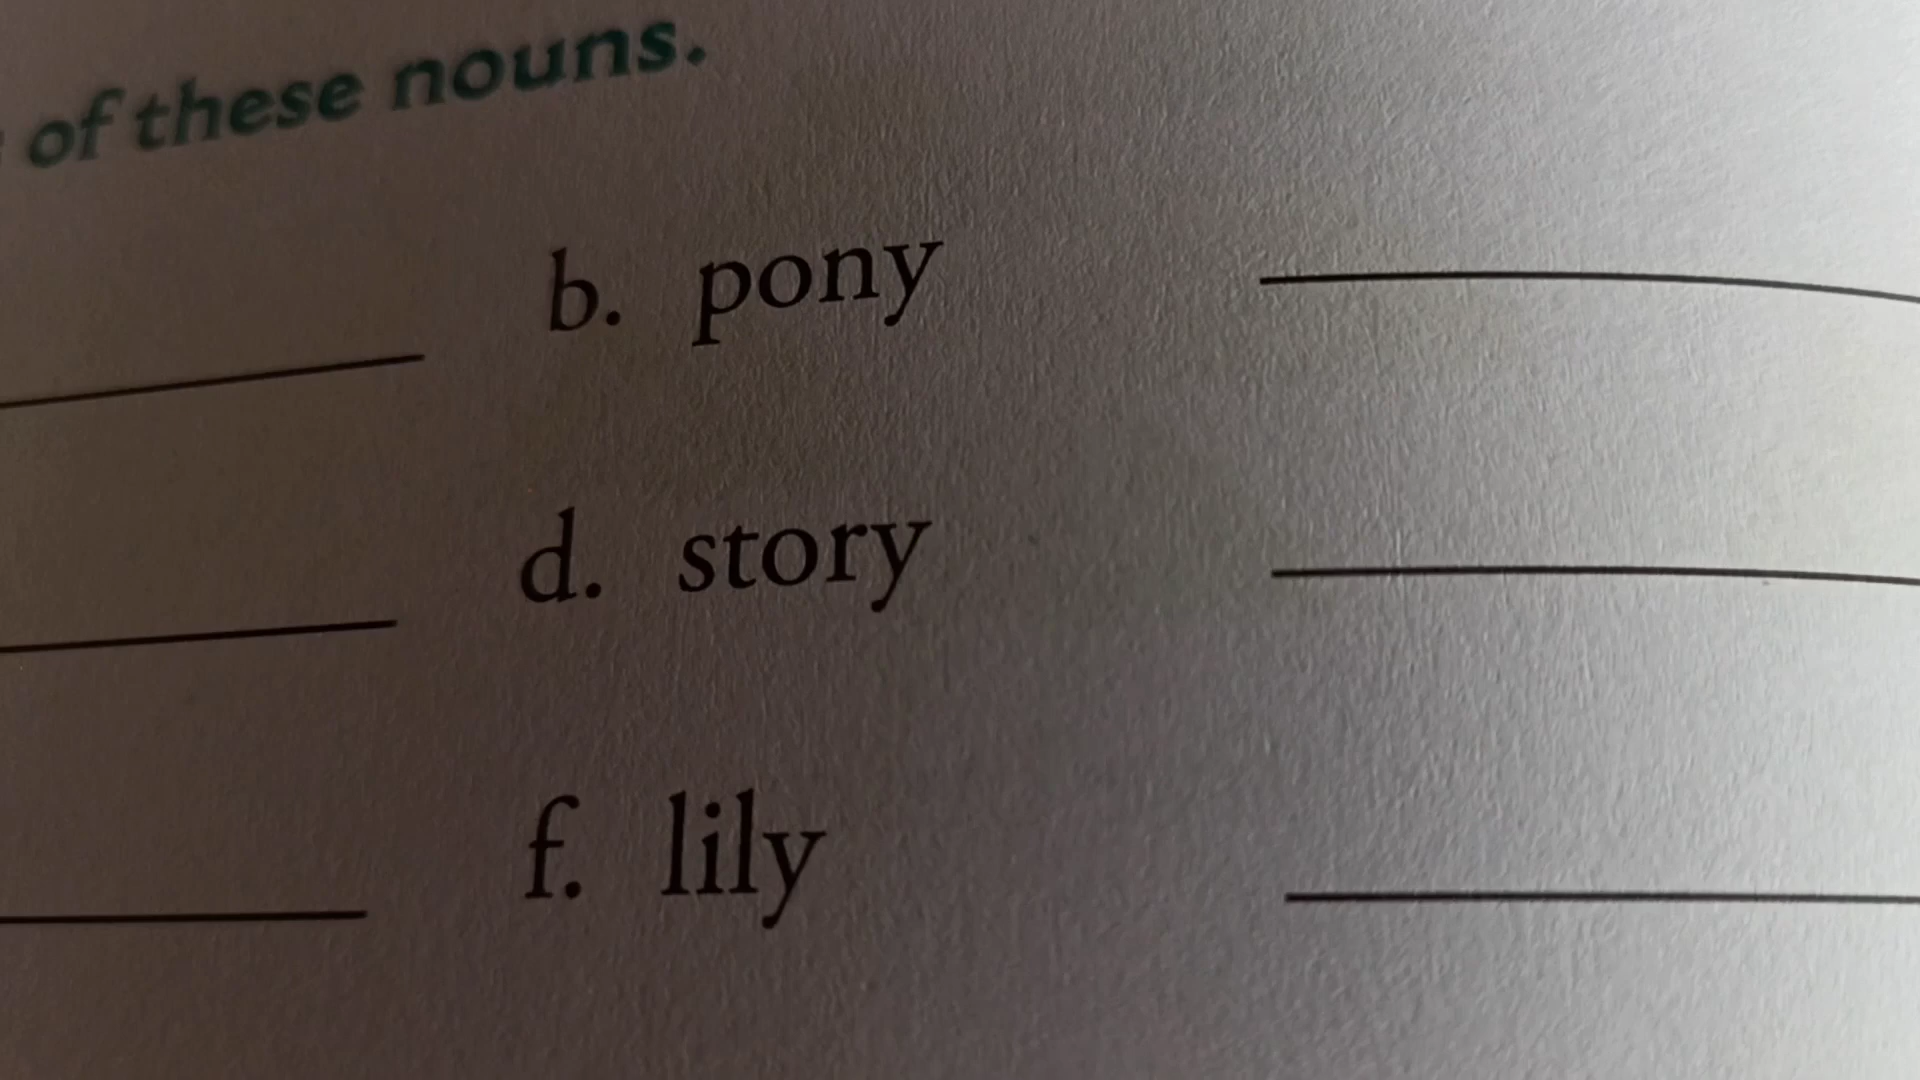 of these nouns.
b. pony
d. story
f. lily